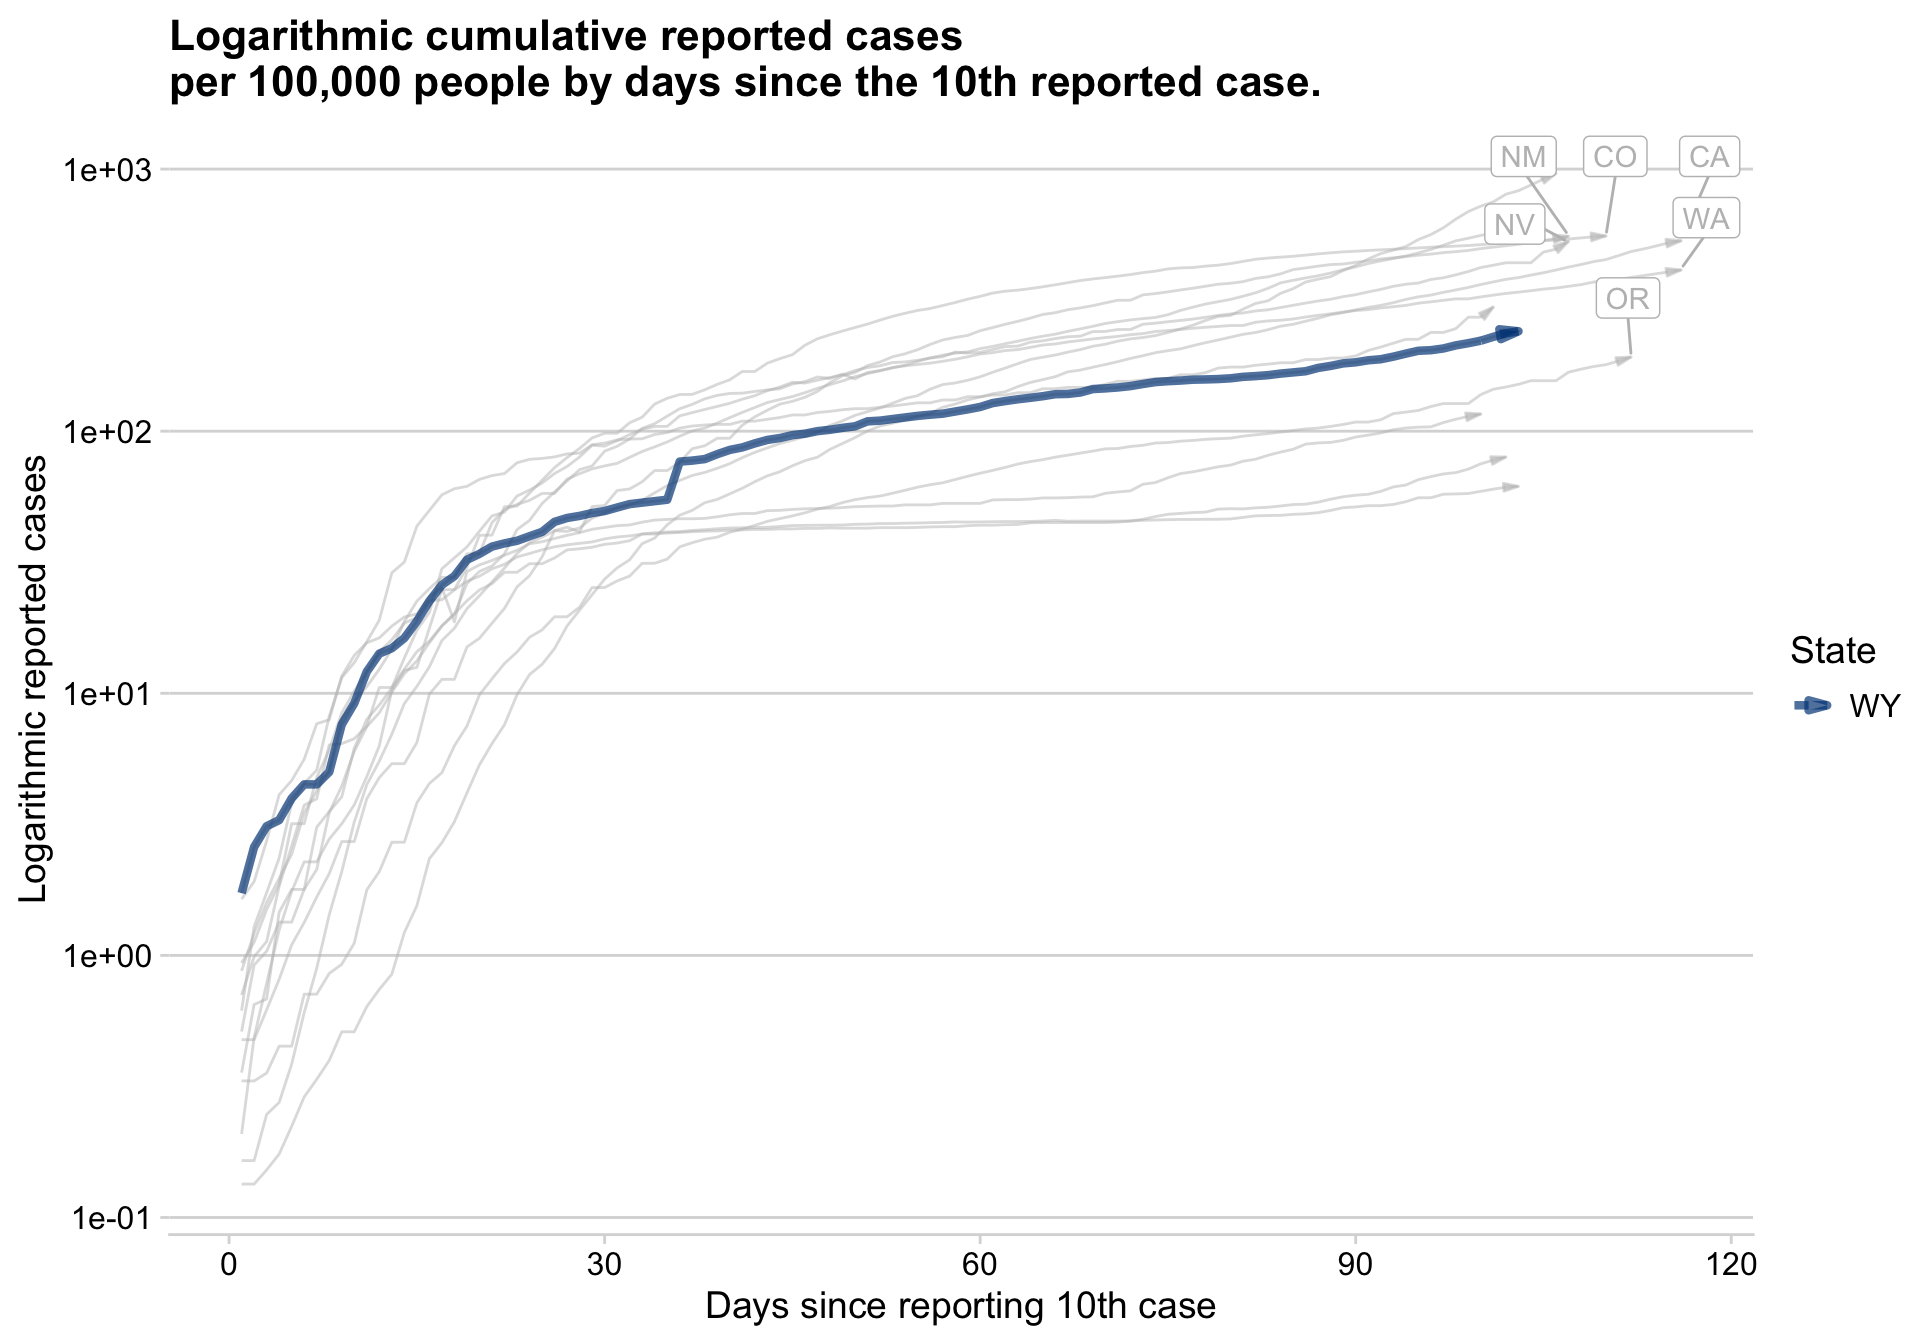 Logarithmic cumulative reported cases
per 100,000 people by days since the 10th reported case.
1e+03
1e+02
1e+01
1e+00
1e-01
Logarithmic reported cases
NM
CO
CA
NV
WA
OR
State
WY
0
30
60
90
120
Days since reporting 10th case